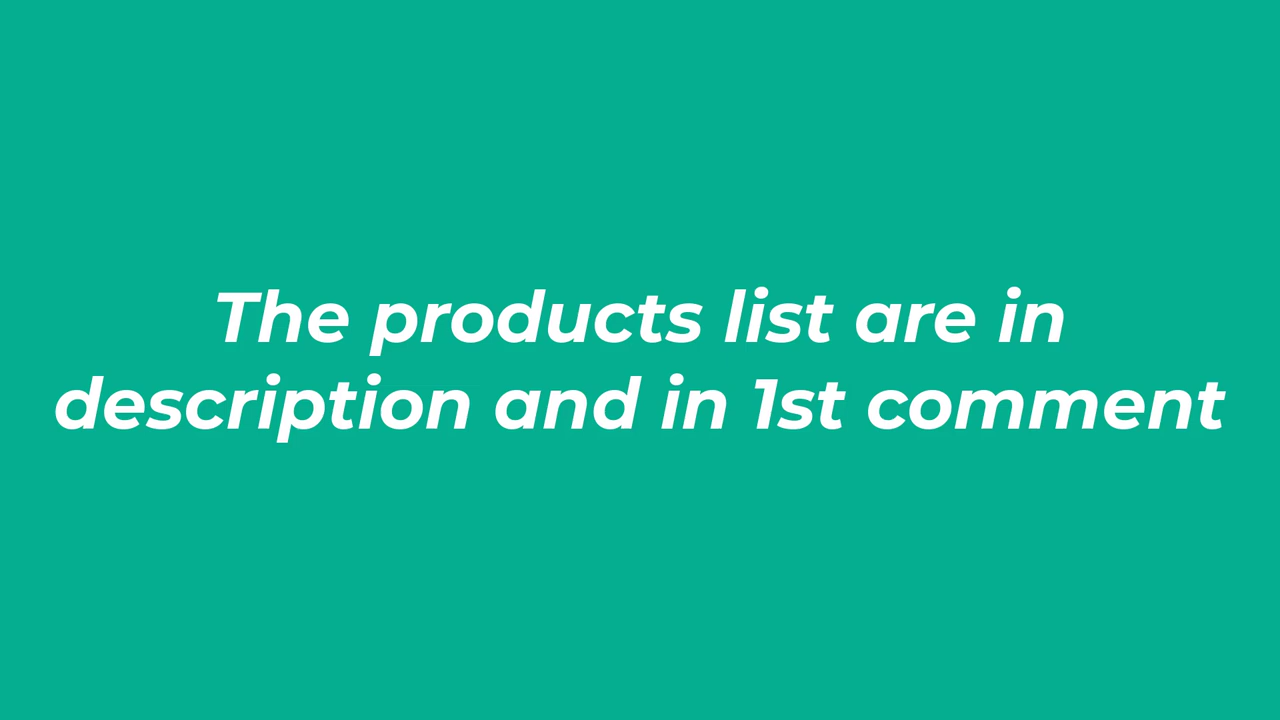 The products list are in
description and in 1st comment